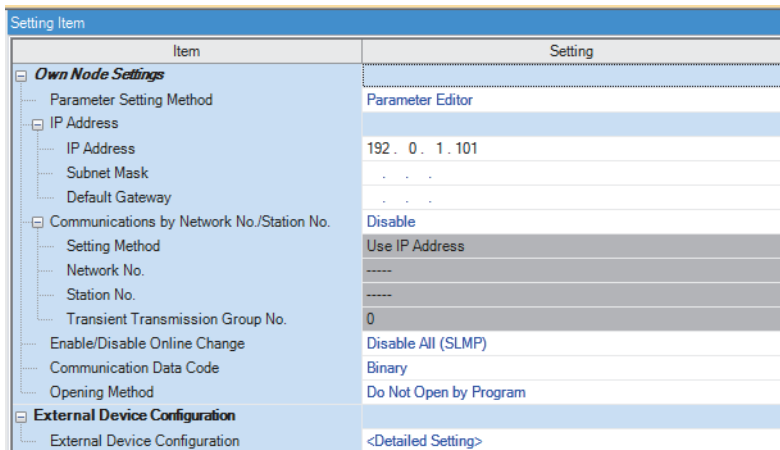 Setting Item
Item Setting
Own Node Settings
Parameter Setting Method Parameter Editor
IP Address
IP Address 192 . 0 . 1 . 101
Subnet Mask . . .
Default Gateway . . .
Communications by Network No./Station No. Disable
Setting Method Use IP Address
Network No. -----
Station No. -----
Transient Transmission Group No. 0
Enable/Disable Online Change Disable All (SLMP)
Communication Data Code Binary
Opening Method Do Not Open by Program
External Device Configuration
External Device Configuration <Detailed Setting>